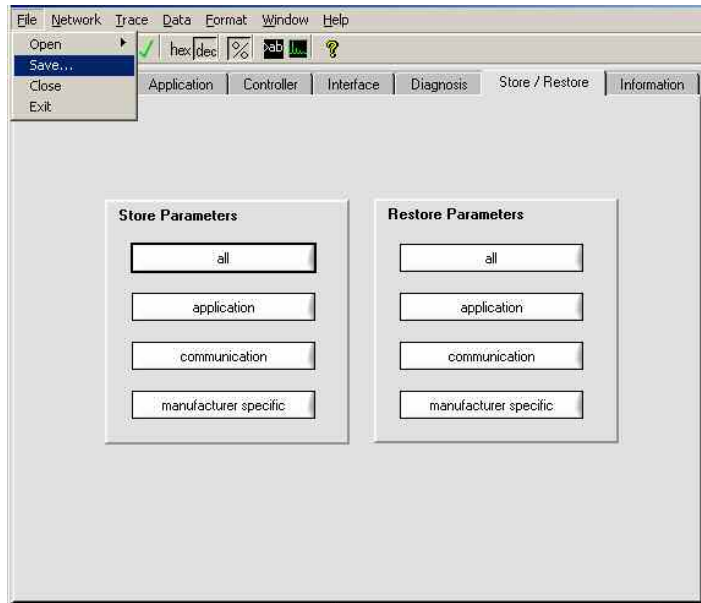 File Network Trace Data Format Window Help
Open hex dec % ab
Save...
Close Application Controller Interface Diagnosis Store / Restore Information
Exit
Store Parameters Restore Parameters
all all
application application
communication communication
manufacturer specific manufacturer specific